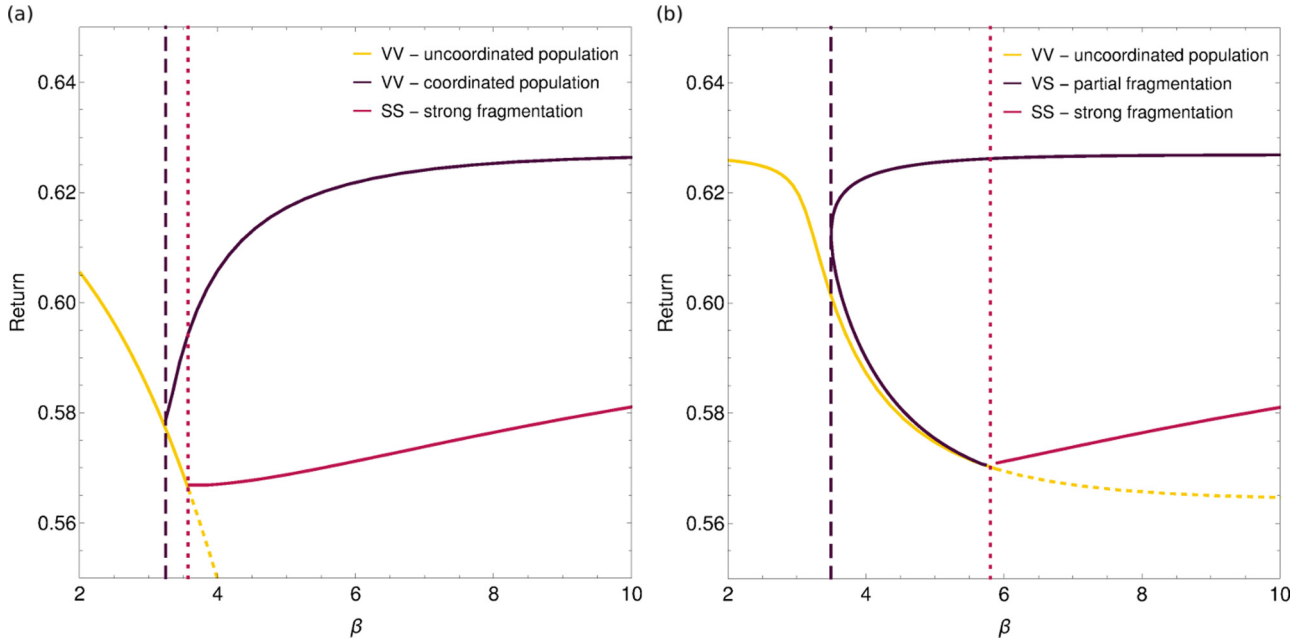 (a)
VV – uncoordinated population
VV – coordinated population
SS – strong fragmentation
0.64
0.62
0.60
0.58
0.56
Return
2
4
6
8
10
β
(b)
VV – uncoordinated population
VS – partial fragmentation
SS – strong fragmentation
0.64
0.62
0.60
0.58
0.56
Return
2
4
6
8
10
β